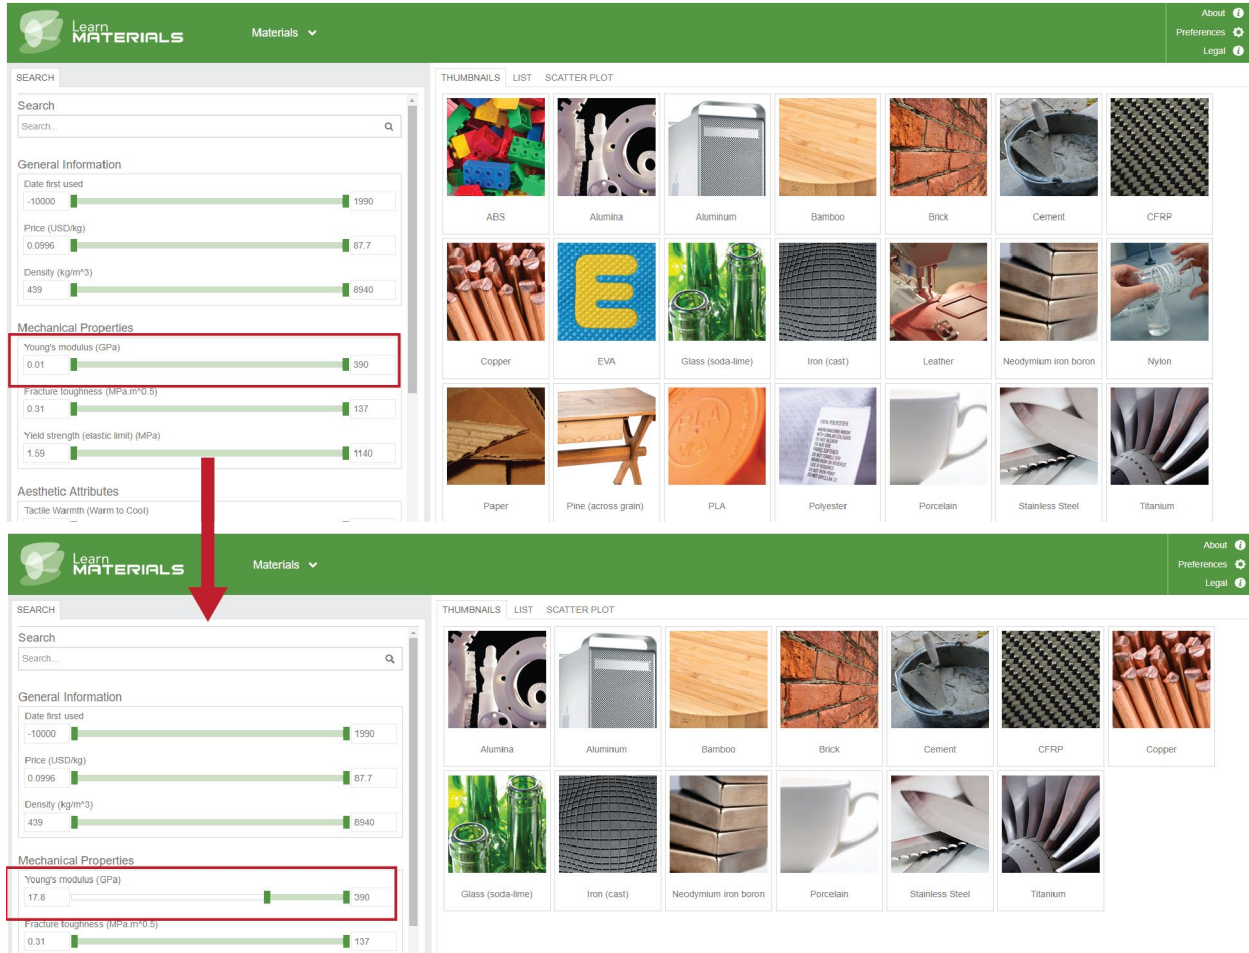 Learn
MATERIALS
Materials
About
Preferences
Legal
SEARCH
Search
Search...
General Information
Date first used
-10000 1990
Price (USD/kg)
0.0996 87.7
Density (kg/m^3)
439 8940
Mechanical Properties
Young's modulus (GPa)
0.01 390
Fracture toughness (MPa.m^0.5)
0.31 137
Yield strength (elastic limit) (MPa)
1.59 1140
Aesthetic Attributes
Tactile Warmth (Warm to Cool)
THUMBNAILS LIST SCATTER PLOT
ABS Alumina Aluminum Bamboo Brick Cement CFRP
E
Copper EVA Glass (soda-lime) Iron (cast) Leather Neodymium iron boron Nylon
PLA
100% POLYESTER
Paper Pine (across grain) PLA Polyester Porcelain Stainless Steel Titanium
Learn
MATERIALS
Materials
About
Preferences
Legal
SEARCH
Search
Search...
General Information
Date first used
-10000 1990
Price (USD/kg)
0.0996 87.7
Density (kg/m^3)
439 8940
Mechanical Properties
Young's modulus (GPa)
17.8 390
Fracture toughness (MPa.m^0.5)
0.31 137
THUMBNAILS LIST SCATTER PLOT
Alumina Aluminum Bamboo Brick Cement CFRP Copper
Glass (soda-lime) Iron (cast) Neodymium iron boron Porcelain Stainless Steel Titanium